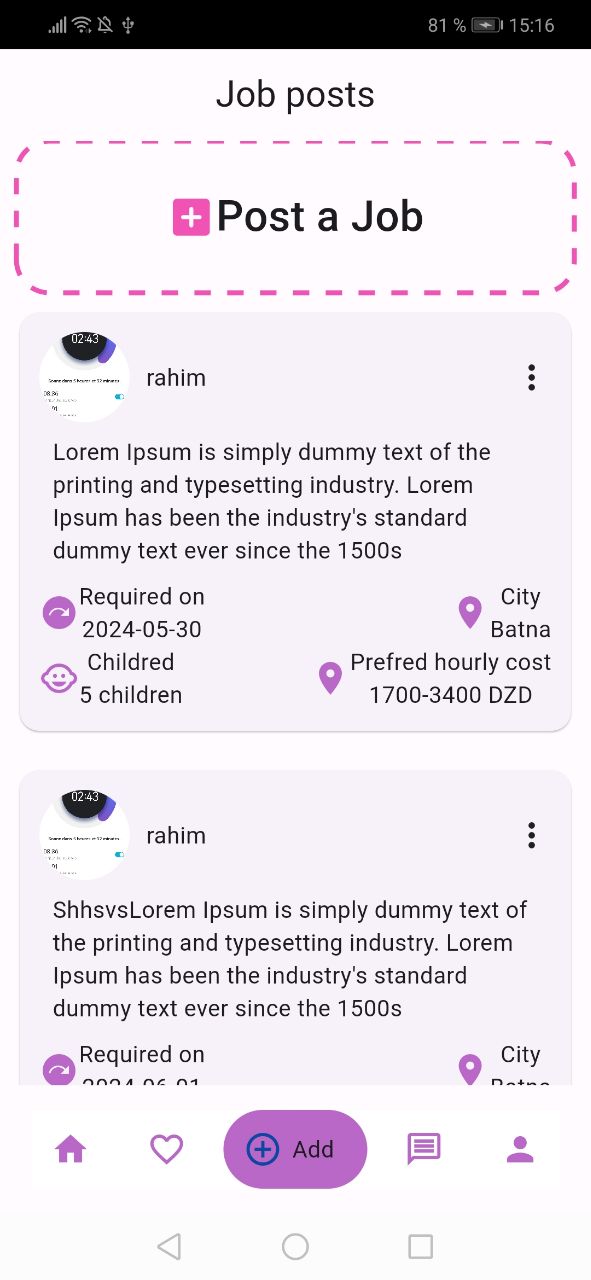 81 % 15:16
Job posts
Post a Job
02:43
rahim
Lorem Ipsum is simply dummy text of the
printing and typesetting industry. Lorem
Ipsum has been the industry's standard
dummy text ever since the 1500s
Required on
2024-05-30
City
Batna
Childred
5 children
Prefred hourly cost
1700-3400 DZD
02:43
rahim
ShhsvsLorem Ipsum is simply dummy text of
the printing and typesetting industry. Lorem
Ipsum has been the industry's standard
dummy text ever since the 1500s
Required on
2024-06-01
City
Batna
Add